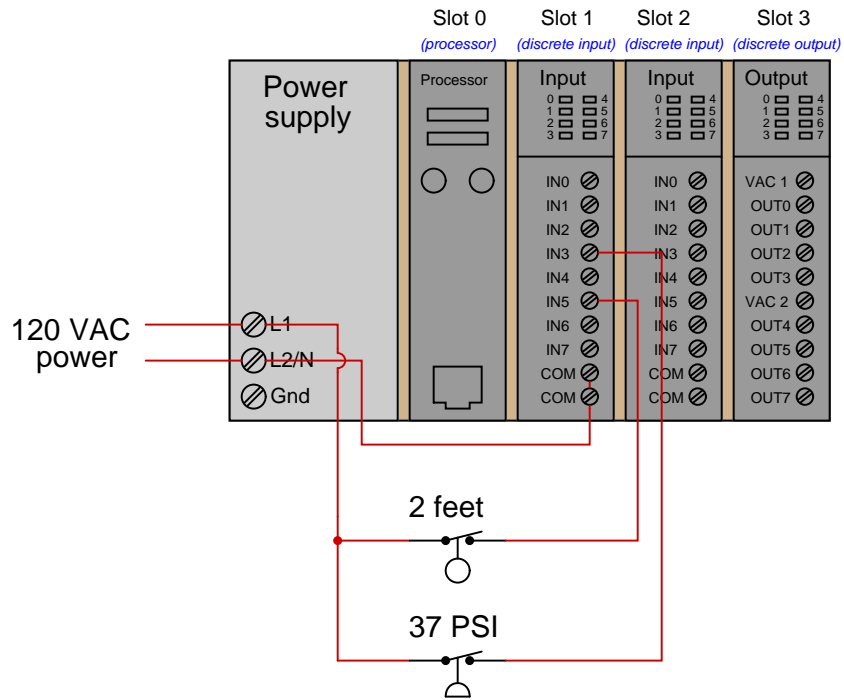 Slot 0 Slot 1 Slot 2 Slot 3
(processor) (discrete input) (discrete input) (discrete output)
Power
supply
Processor
Input
0 4
1 5
2 6
3 7
Input
0 4
1 5
2 6
3 7
Output
0 4
1 5
2 6
3 7
IN0
IN1
IN2
IN3
IN4
IN5
IN6
IN7
COM
COM
IN0
IN1
IN2
IN3
IN4
IN5
IN6
IN7
COM
COM
VAC 1
OUT0
OUT1
OUT2
OUT3
VAC 2
OUT4
OUT5
OUT6
OUT7
120 VAC
power
L1
L2/N
Gnd
2 feet
37 PSI